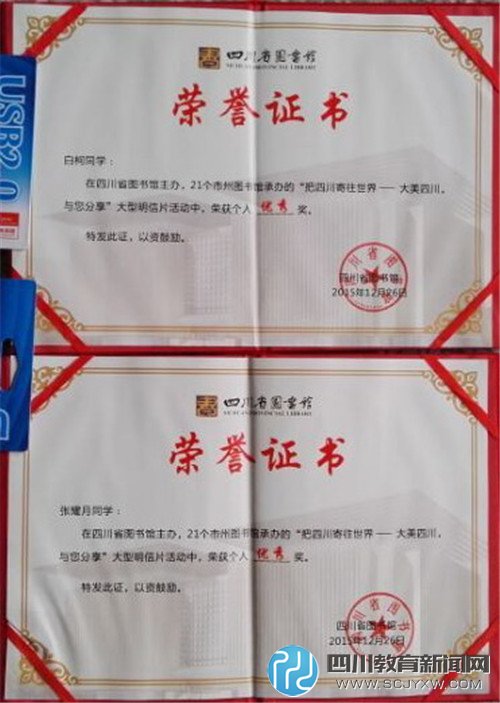 四川省图书馆
SICHUAN PROVINCIAL LIBRARY
荣誉证书
白柯同学：
在四川省图书馆主办，21个市州图书馆承办的“把四川寄往世界——大美四川，
与您分享”大型明信片活动中，荣获个人 优秀 奖。
特发此证，以资鼓励。
四川省图书馆
2015年12月26日
USB2.0
四川省图书馆
SICHUAN PROVINCIAL LIBRARY
荣誉证书
张耀月同学：
在四川省图书馆主办，21个市州图书馆承办的“把四川寄往世界——大美四川，
与您分享”大型明信片活动中，荣获个人 优秀 奖。
特发此证，以资鼓励。
四川省图书馆
2015年12月26日
四川教育新闻网
WWW.SCJYXW.COM